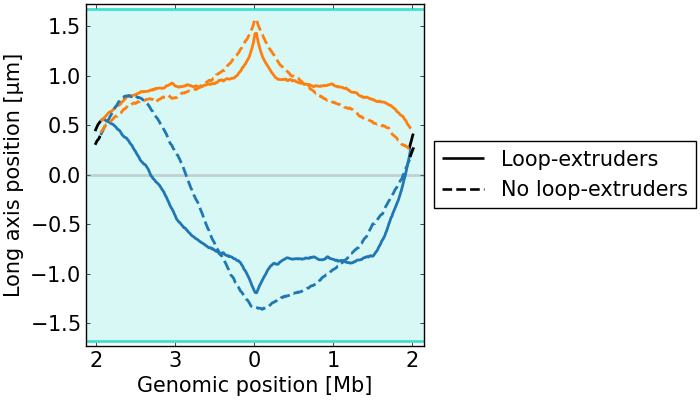 Long axis position [µm]
1.5
1.0
0.5
0.0
−0.5
−1.0
−1.5
2 3 0 1 2
Genomic position [Mb]
Loop-extruders
No loop-extruders